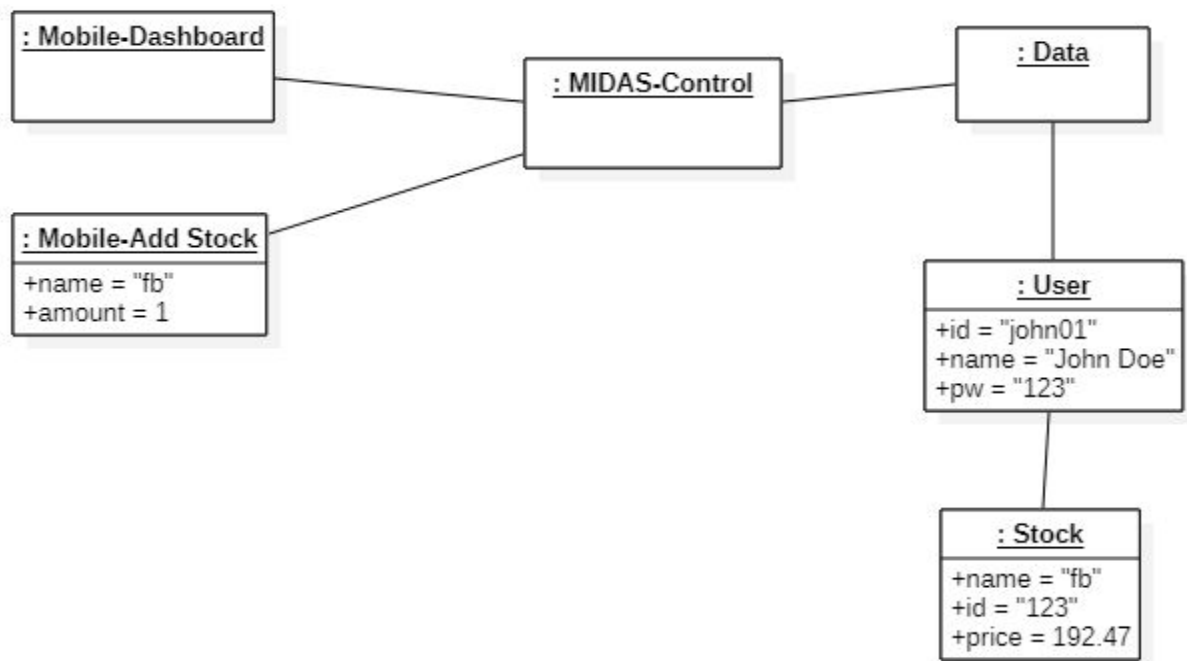 : Mobile-Dashboard
: MIDAS-Control
: Data
: Mobile-Add Stock
+name = "fb"
+amount = 1
: User
+id = "john01"
+name = "John Doe"
+pw = "123"
: Stock
+name = "fb"
+id = "123"
+price = 192.47